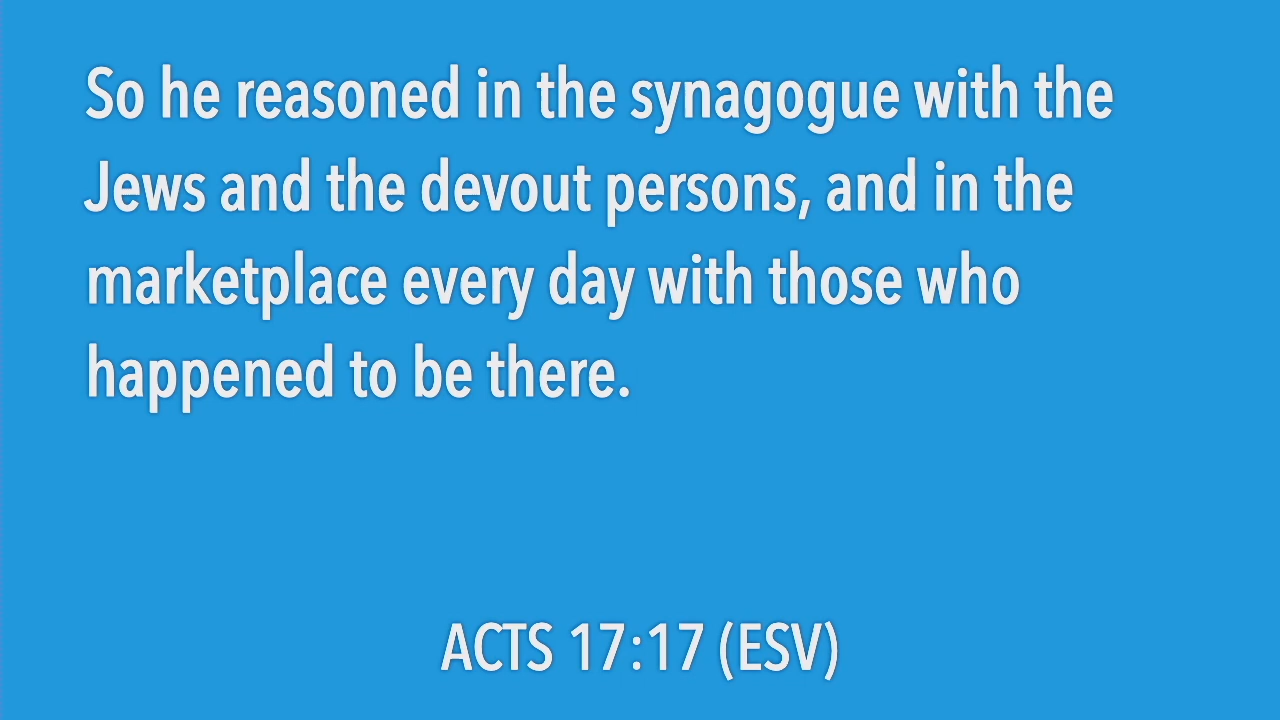 So he reasoned in the synagogue with the
Jews and the devout persons, and in the
marketplace every day with those who
happened to be there.
ACTS 17:17 (ESV)